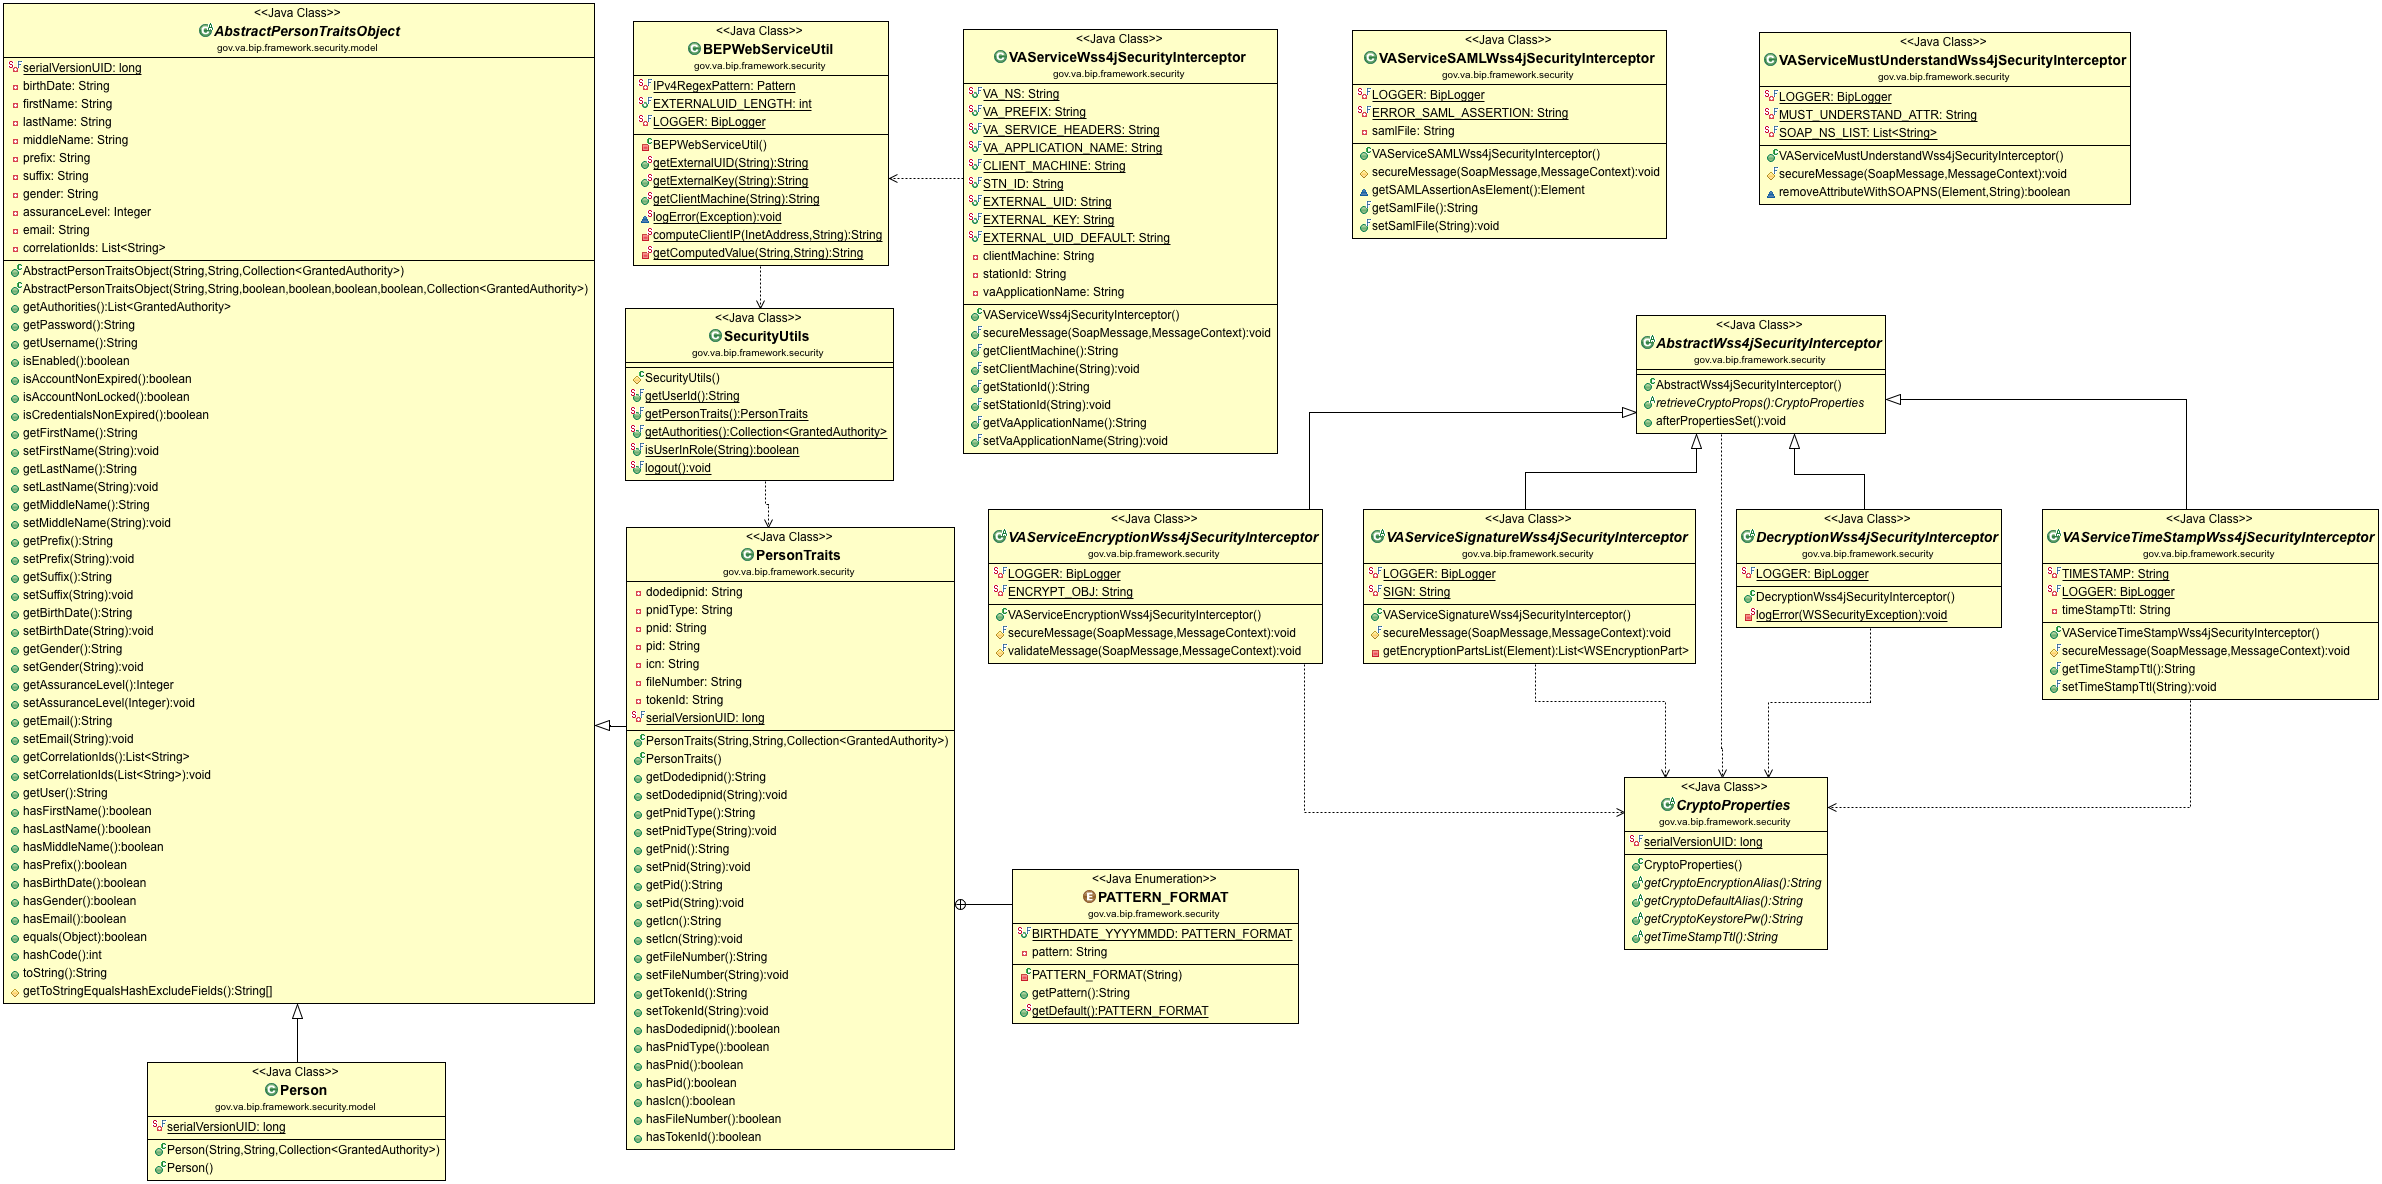 <<Java Class>>
AbstractPersonTraitsObject
gov.va.bip.framework.security.model
serialVersionUID: long
birthDate: String
firstName: String
lastName: String
middleName: String
prefix: String
suffix: String
gender: String
assuranceLevel: Integer
email: String
correlationIds: List<String>
AbstractPersonTraitsObject(String,String,Collection<GrantedAuthority>)
AbstractPersonTraitsObject(String,String,boolean,boolean,boolean,boolean,Collection<GrantedAuthority>)
getAuthorities():List<GrantedAuthority>
getPassword():String
getUsername():String
isEnabled():boolean
isAccountNonExpired():boolean
isAccountNonLocked():boolean
isCredentialsNonExpired():boolean
getFirstName():String
setFirstName(String):void
getLastName():String
setLastName(String):void
getMiddleName():String
setMiddleName(String):void
getPrefix():String
setPrefix(String):void
getSuffix():String
setSuffix(String):void
getBirthDate():String
setBirthDate(String):void
getGender():String
setGender(String):void
getAssuranceLevel():Integer
setAssuranceLevel(Integer):void
getEmail():String
setEmail(String):void
getCorrelationIds():List<String>
setCorrelationIds(List<String>):void
getUser():String
hasFirstName():boolean
hasLastName():boolean
hasMiddleName():boolean
hasPrefix():boolean
hasBirthDate():boolean
hasGender():boolean
hasEmail():boolean
equals(Object):boolean
hashCode():int
toString():String
getToStringEqualsHashExcludeFields():String[]
<<Java Class>>
Person
gov.va.bip.framework.security.model
serialVersionUID: long
Person(String,String,Collection<GrantedAuthority>)
Person()
<<Java Class>>
BEPWebServiceUtil
gov.va.bip.framework.security
IPv4RegexPattern: Pattern
EXTERNALUID_LENGTH: int
LOGGER: BipLogger
BEPWebServiceUtil()
getExternalUID(String):String
getExternalKey(String):String
getClientMachine(String):String
logError(Exception):void
computeClientIP(InetAddress,String):String
getComputedValue(String,String):String
<<Java Class>>
SecurityUtils
gov.va.bip.framework.security
SecurityUtils()
getUserId():String
getPersonTraits():PersonTraits
getAuthorities():Collection<GrantedAuthority>
isUserInRole(String):boolean
logout():void
<<Java Class>>
PersonTraits
gov.va.bip.framework.security
dodedipnid: String
pnidType: String
pnid: String
pid: String
icn: String
fileNumber: String
tokenId: String
serialVersionUID: long
PersonTraits(String,String,Collection<GrantedAuthority>)
PersonTraits()
getDodedipnid():String
setDodedipnid(String):void
getPnidType():String
setPnidType(String):void
getPnid():String
setPnid(String):void
getPid():String
setPid(String):void
getIcn():String
setIcn(String):void
getFileNumber():String
setFileNumber(String):void
getTokenId():String
setTokenId(String):void
hasDodedipnid():boolean
hasPnidType():boolean
hasPnid():boolean
hasPid():boolean
hasIcn():boolean
hasFileNumber():boolean
hasTokenId():boolean
<<Java Class>>
VAServiceWss4jSecurityInterceptor
gov.va.bip.framework.security
VA_NS: String
VA_PREFIX: String
VA_SERVICE_HEADERS: String
VA_APPLICATION_NAME: String
CLIENT_MACHINE: String
STN_ID: String
EXTERNAL_UID: String
EXTERNAL_KEY: String
EXTERNAL_UID_DEFAULT: String
clientMachine: String
stationId: String
vaApplicationName: String
VAServiceWss4jSecurityInterceptor()
secureMessage(SoapMessage,MessageContext):void
getClientMachine():String
setClientMachine(String):void
getStationId():String
setStationId(String):void
getVaApplicationName():String
setVaApplicationName(String):void
<<Java Class>>
VAServiceSAMLWss4jSecurityInterceptor
gov.va.bip.framework.security
LOGGER: BipLogger
ERROR_SAML_ASSERTION: String
samlFile: String
VAServiceSAMLWss4jSecurityInterceptor()
secureMessage(SoapMessage,MessageContext):void
getSAMLAssertionAsElement():Element
getSamlFile():String
setSamlFile(String):void
<<Java Class>>
VAServiceMustUnderstandWss4jSecurityInterceptor
gov.va.bip.framework.security
LOGGER: BipLogger
MUST_UNDERSTAND_ATTR: String
SOAP_NS_LIST: List<String>
VAServiceMustUnderstandWss4jSecurityInterceptor()
secureMessage(SoapMessage,MessageContext):void
removeAttributeWithSOAPNS(Element,String):boolean
<<Java Class>>
AbstractWss4jSecurityInterceptor
gov.va.bip.framework.security
AbstractWss4jSecurityInterceptor()
retrieveCryptoProps():CryptoProperties
afterPropertiesSet():void
<<Java Class>>
VAServiceEncryptionWss4jSecurityInterceptor
gov.va.bip.framework.security
LOGGER: BipLogger
ENCRYPT_OBJ: String
VAServiceEncryptionWss4jSecurityInterceptor()
secureMessage(SoapMessage,MessageContext):void
validateMessage(SoapMessage,MessageContext):void
<<Java Class>>
VAServiceSignatureWss4jSecurityInterceptor
gov.va.bip.framework.security
LOGGER: BipLogger
SIGN: String
VAServiceSignatureWss4jSecurityInterceptor()
secureMessage(SoapMessage,MessageContext):void
getEncryptionPartsList(Element):List<WSEncryptionPart>
<<Java Class>>
DecryptionWss4jSecurityInterceptor
gov.va.bip.framework.security
LOGGER: BipLogger
DecryptionWss4jSecurityInterceptor()
logError(WSSecurityException):void
<<Java Class>>
VAServiceTimeStampWss4jSecurityInterceptor
gov.va.bip.framework.security
TIMESTAMP: String
LOGGER: BipLogger
timeStampTtl: String
VAServiceTimeStampWss4jSecurityInterceptor()
secureMessage(SoapMessage,MessageContext):void
getTimeStampTtl():String
setTimeStampTtl(String):void
<<Java Class>>
CryptoProperties
gov.va.bip.framework.security
serialVersionUID: long
CryptoProperties()
getCryptoEncryptionAlias():String
getCryptoDefaultAlias():String
getCryptoKeystorePw():String
getTimeStampTtl():String
<<Java Enumeration>>
PATTERN_FORMAT
gov.va.bip.framework.security
BIRTHDATE_YYYYMMDD: PATTERN_FORMAT
pattern: String
PATTERN_FORMAT(String)
getPattern():String
getDefault():PATTERN_FORMAT